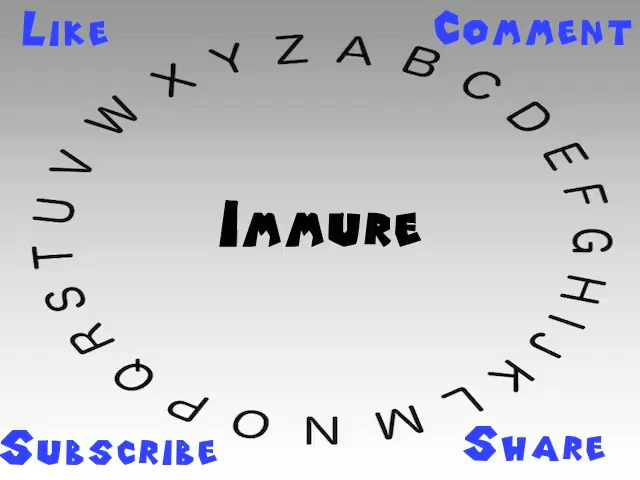 Like
Comment
A B C D E F G H I J K L M N O P Q R S T U V W X Y Z
Immure
Subscribe
Share